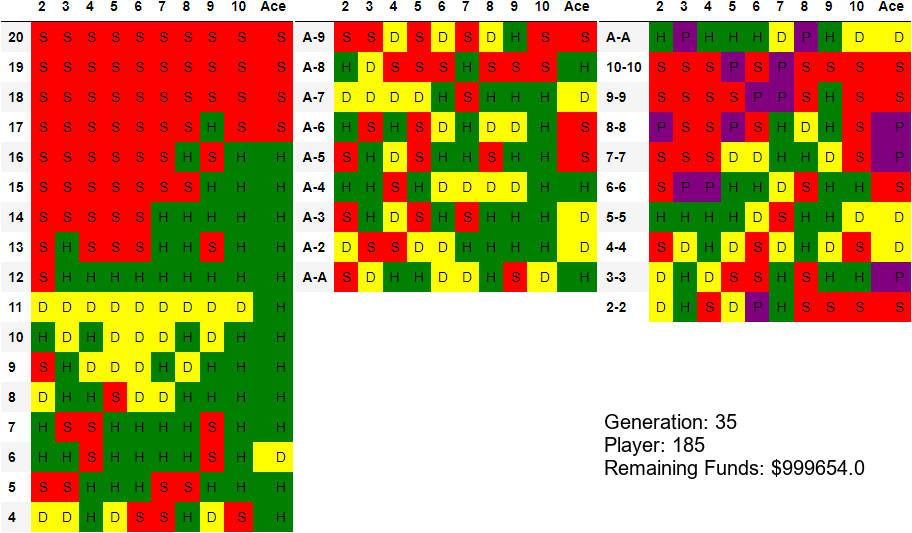 2 3 4 5 6 7 8 9 10 Ace
20 S S S S S S S S S S
19 S S S S S S S S S S
18 S S S S S S S S S S
17 S S S S S S S H S S
16 S S S S S S H S H H
15 S S S S S S S H H H
14 S S S S S H H H H H
13 S H S S S H H S H H
12 S H H H H H H H H H
11 D D D D D D D D D H
10 H D H D D D H D H H
9 S H D D D H D H H H
8 D H H S D D H H H H
7 H S S H H H H S H H
6 H H S H H H H S H D
5 S S H H H S S H H H
4 D D H D S S H D S H
2 3 4 5 6 7 8 9 10 Ace
A-9 S S D S D S D H S S
A-8 H D S S S H S S S H
A-7 D D D D H S H H H D
A-6 H S H S D H D D H S
A-5 S H D S H H S H H S
A-4 H H S H D D D D H H
A-3 S H D S H S H H H D
A-2 D S S D D H H H H D
A-A S D H H D D H S D H
2 3 4 5 6 7 8 9 10 Ace
A-A H P H H H D P H D D
10-10 S S S P S P S S S S
9-9 S S S S P P S H S S
8-8 P S S P S H D H S P
7-7 S S S D D H H D S P
6-6 S P P H H D S H H S
5-5 H H H H D S H H D D
4-4 S D H D S D H D S D
3-3 D H D S S H S H H P
2-2 D H S D P H S S S S
Generation: 35
Player: 185
Remaining Funds: $999654.0